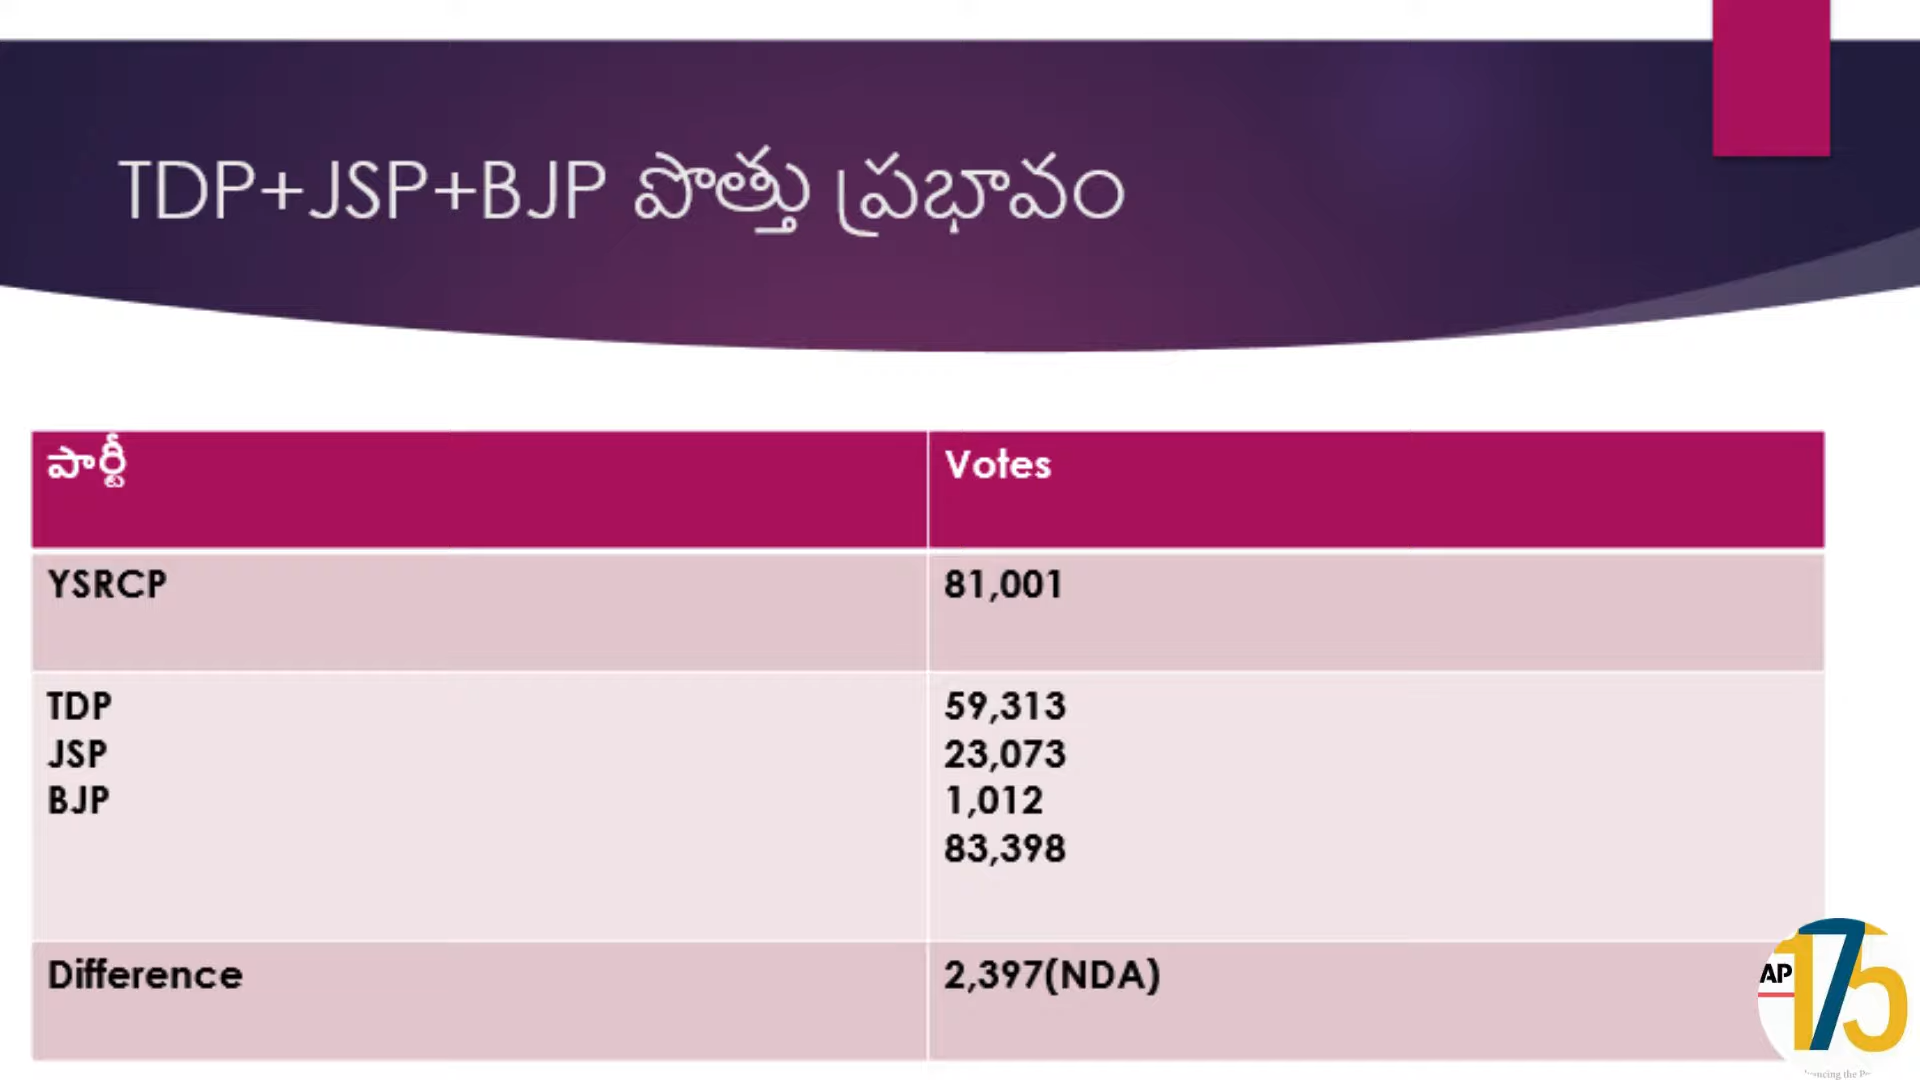 TDP+JSP+BJP పొత్తు ప్రభావం
పార్టీ Votes
YSRCP 81,001
TDP 59,313
JSP 23,073
BJP 1,012
83,398
Difference 2,397(NDA)
AP 175